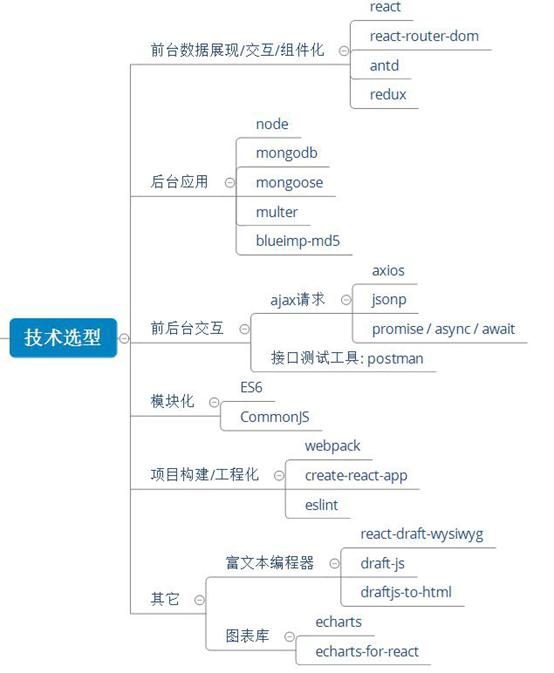 技术选型
前台数据展现/交互/组件化
react
react-router-dom
antd
redux
后台应用
node
mongodb
mongoose
multer
blueimp-md5
前后台交互
ajax请求
axios
jsonp
promise / async / await
接口测试工具: postman
模块化
ES6
CommonJS
项目构建/工程化
webpack
create-react-app
eslint
其它
富文本编程器
react-draft-wysiwyg
draft-js
draftjs-to-html
图表库
echarts
echarts-for-react